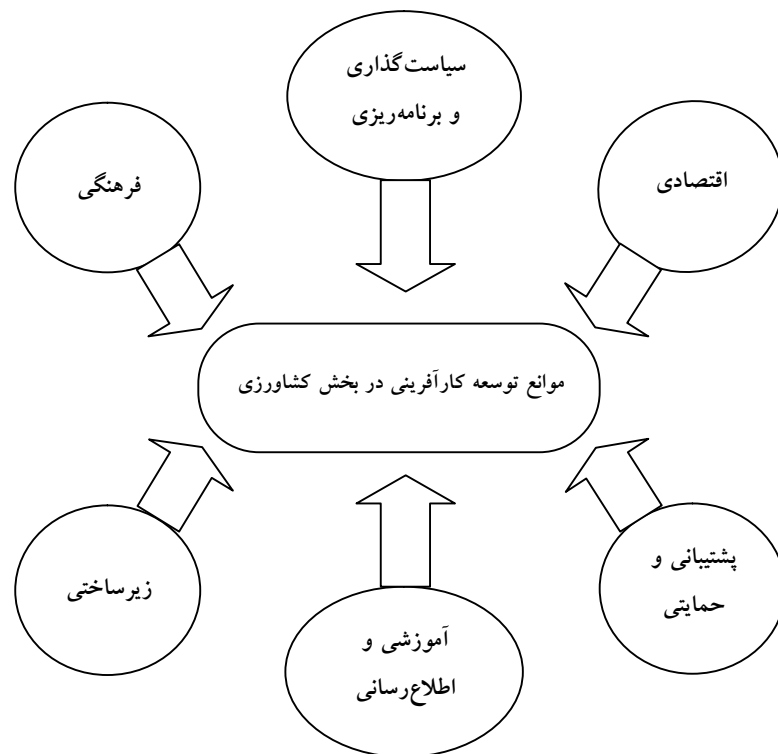 سیاست‌گذاری
و برنامه‌ریزی
اقتصادی
فرهنگی
موانع توسعه کارآفرینی در بخش کشاورزی
پشتیبانی و
حمایتی
زیرساختی
آموزشی و
اطلاع‌رسانی